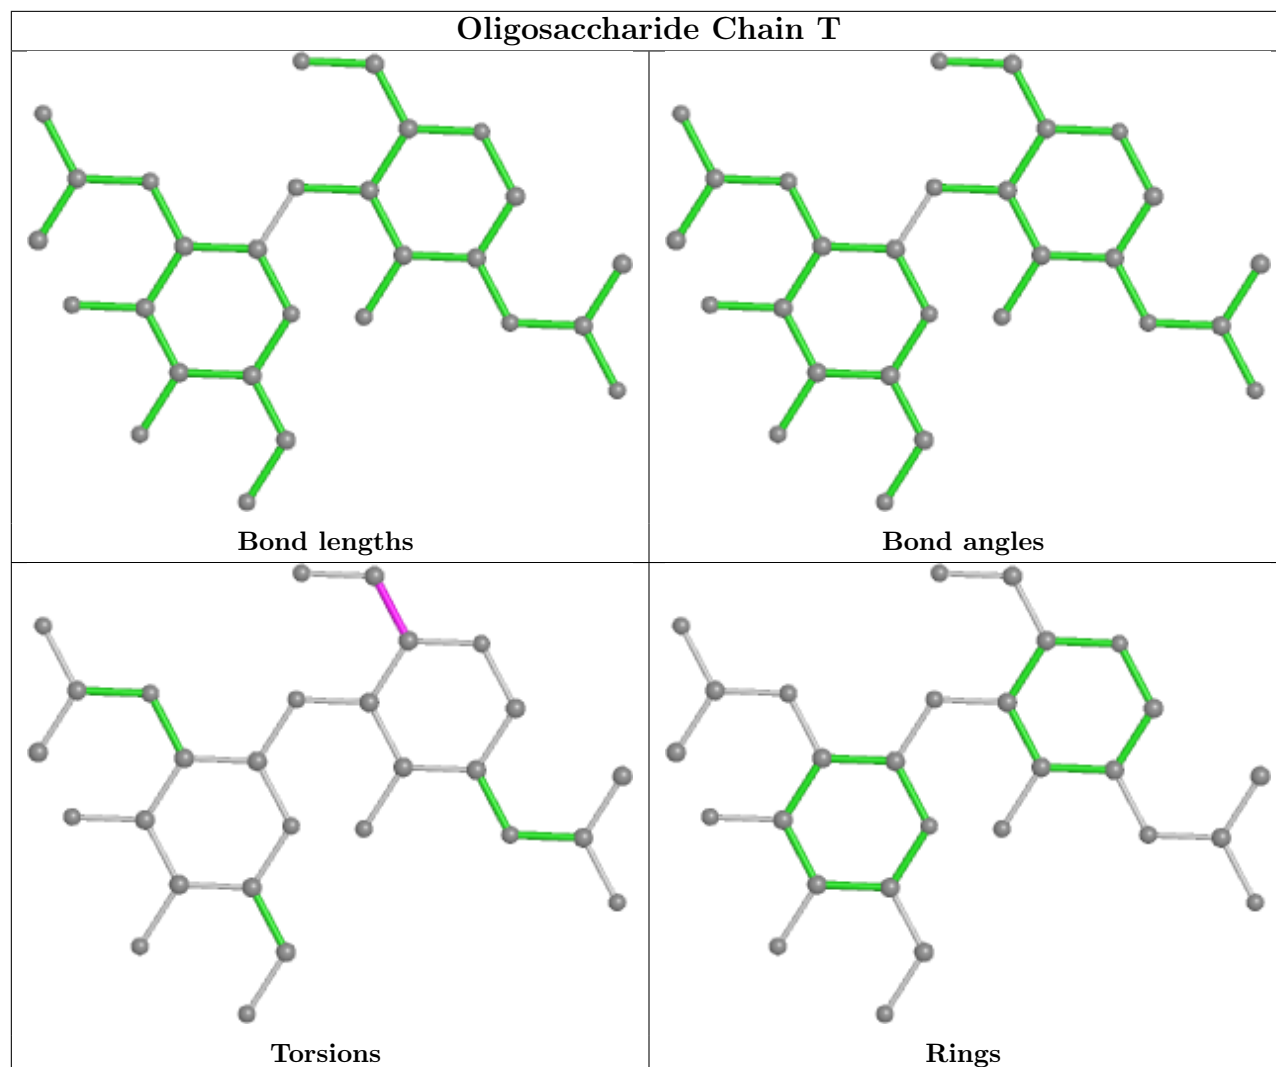 Oligosaccharide Chain T
Bond lengths
Bond angles
Torsions
Rings